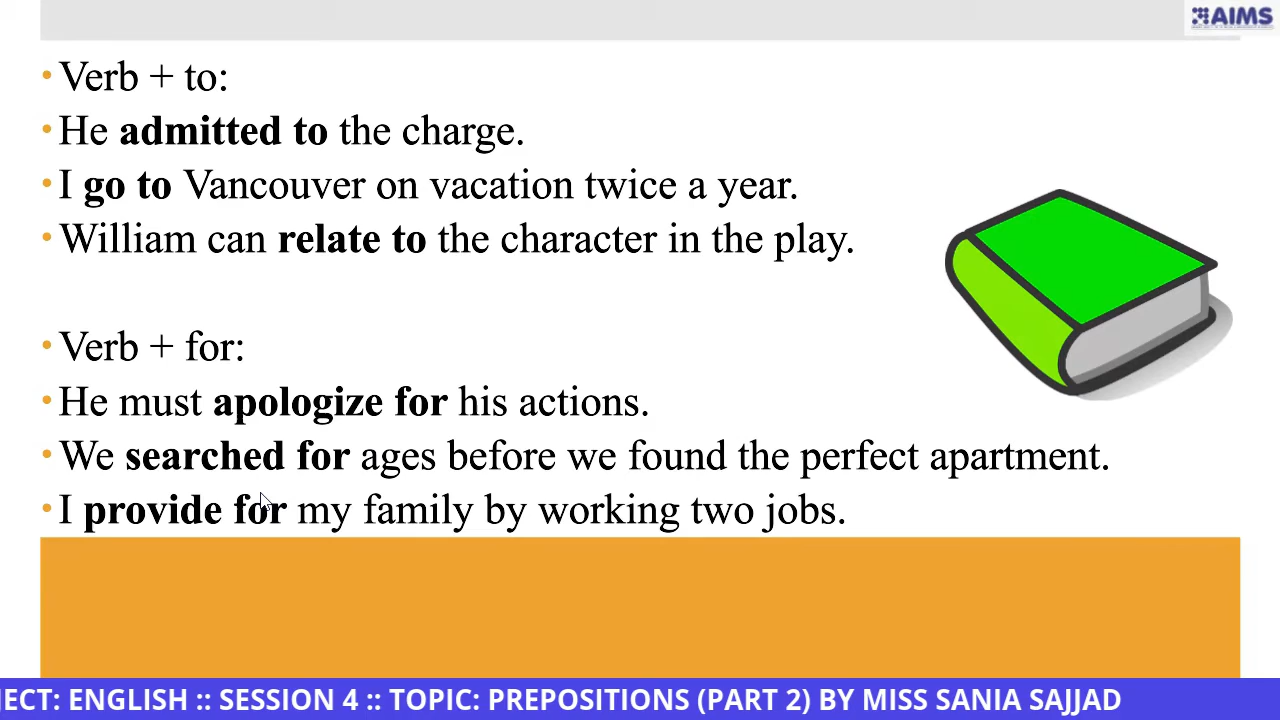 AIMS
• Verb + to:
• He admitted to the charge.
• I go to Vancouver on vacation twice a year.
• William can relate to the character in the play.
• Verb + for:
• He must apologize for his actions.
• We searched for ages before we found the perfect apartment.
• I provide for my family by working two jobs.
JECT: ENGLISH :: SESSION 4 :: TOPIC: PREPOSITIONS (PART 2) BY MISS SANIA SAJJAD